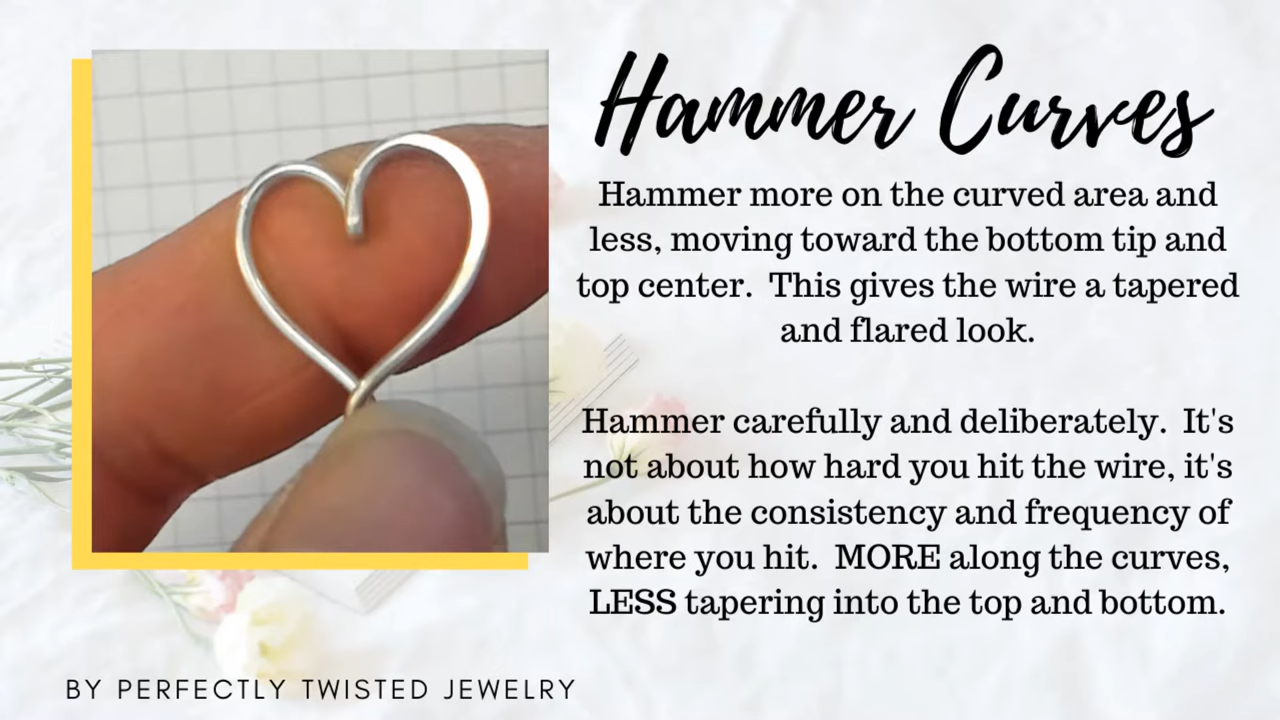 Hammer Curves
Hammer more on the curved area and
less, moving toward the bottom tip and
top center.  This gives the wire a tapered
and flared look.
Hammer carefully and deliberately.  It's
not about how hard you hit the wire, it's
about the consistency and frequency of
where you hit.  MORE along the curves,
LESS tapering into the top and bottom.
BY PERFECTLY TWISTED JEWELRY